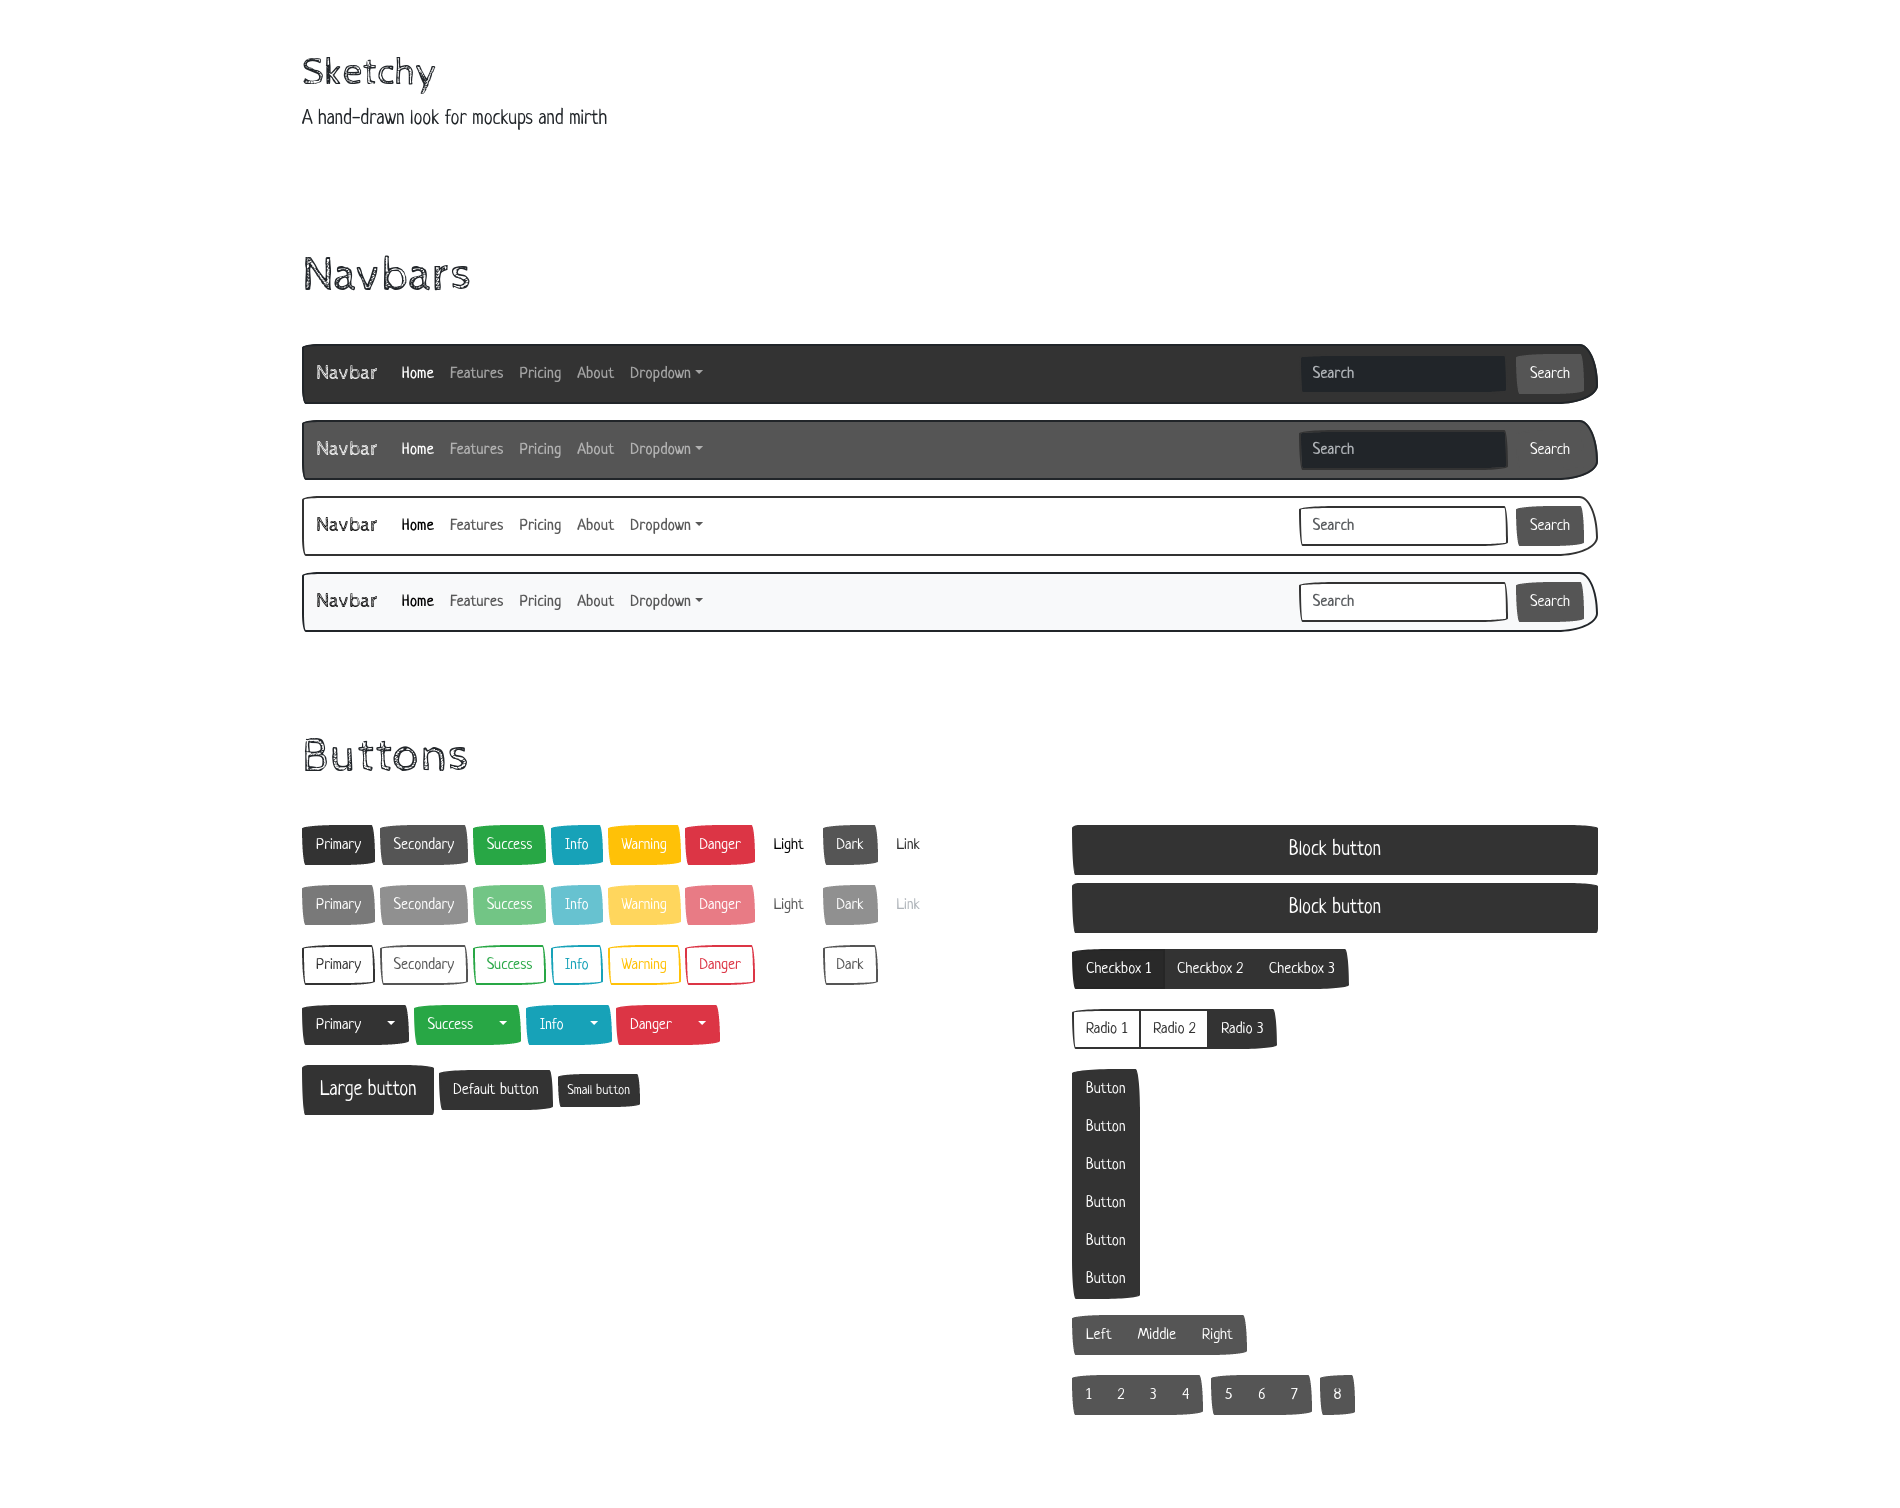 Sketchy
A hand-drawn look for mockups and mirth
Navbars
Navbar Home Features Pricing About Dropdown Search Search
Navbar Home Features Pricing About Dropdown Search Search
Navbar Home Features Pricing About Dropdown Search Search
Navbar Home Features Pricing About Dropdown Search Search
Buttons
Primary Secondary Success Info Warning Danger Light Dark Link
Primary Secondary Success Info Warning Danger Light Dark Link
Primary Secondary Success Info Warning Danger Dark
Primary Success Info Danger
Large button Default button Small button
Block button
Block button
Checkbox 1 Checkbox 2 Checkbox 3
Radio 1 Radio 2 Radio 3
Button
Button
Button
Button
Button
Button
Left Middle Right
1 2 3 4 5 6 7 8